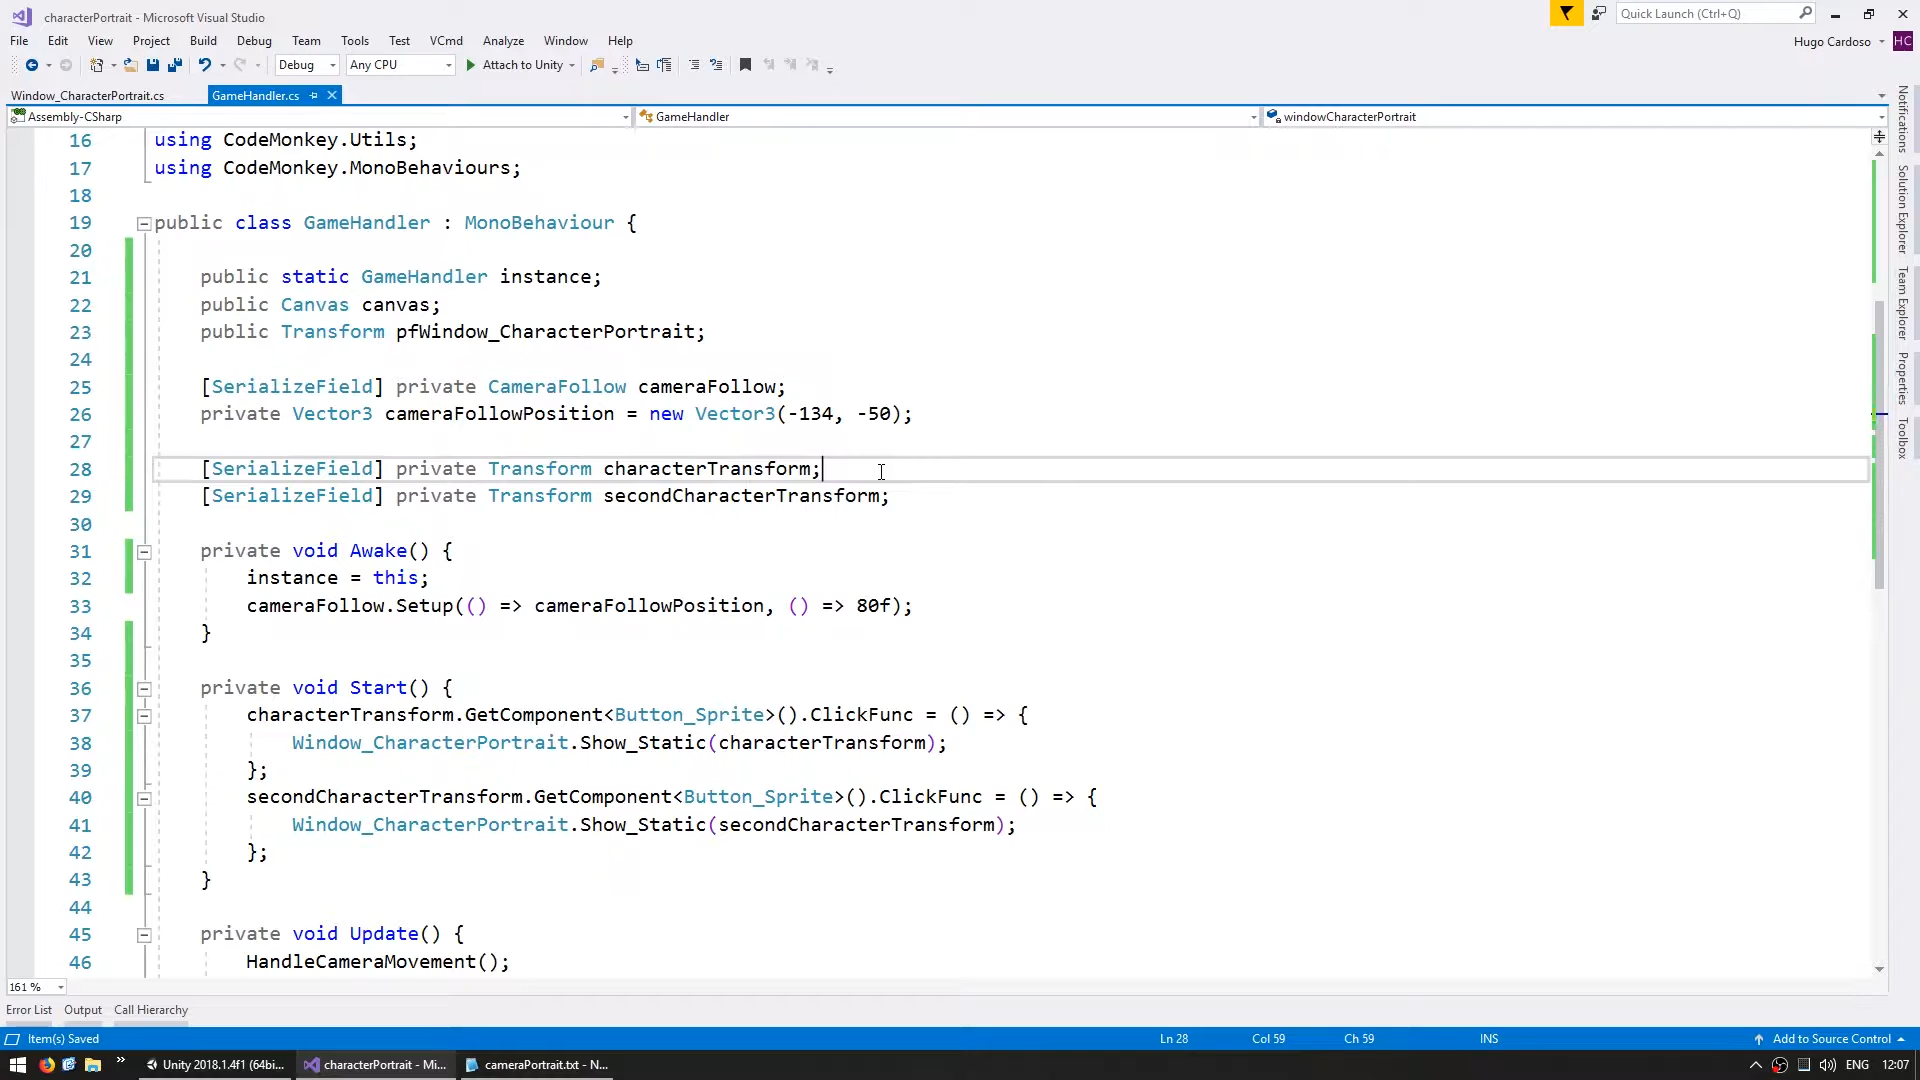 characterPortrait - Microsoft Visual Studio
Quick Launch (Ctrl+Q)
File Edit View Project Build Debug Team Tools Test VCmd Analyze Window Help
Hugo Cardoso HC
Debug Any CPU Attach to Unity
Window_CharacterPortrait.cs GameHandler.cs
Assembly-CSharp GameHandler windowCharacterPortrait
16 using CodeMonkey.Utils;
17 using CodeMonkey.MonoBehaviours;
18
19 public class GameHandler : MonoBehaviour {
20
21 public static GameHandler instance;
22 public Canvas canvas;
23 public Transform pfWindow_CharacterPortrait;
24
25 [SerializeField] private CameraFollow cameraFollow;
26 private Vector3 cameraFollowPosition = new Vector3(-134, -50);
27
28 [SerializeField] private Transform characterTransform;
29 [SerializeField] private Transform secondCharacterTransform;
30
31 private void Awake() {
32 instance = this;
33 cameraFollow.Setup(() => cameraFollowPosition, () => 80f);
34 }
35
36 private void Start() {
37 characterTransform.GetComponent<Button_Sprite>().ClickFunc = () => {
38 Window_CharacterPortrait.Show_Static(characterTransform);
39 };
40 secondCharacterTransform.GetComponent<Button_Sprite>().ClickFunc = () => {
41 Window_CharacterPortrait.Show_Static(secondCharacterTransform);
42 };
43 }
44
45 private void Update() {
46 HandleCameraMovement();
Notifications
Solution Explorer
Team Explorer
Properties
Toolbox
161 %
Error List Output Call Hierarchy
Item(s) Saved Ln 28 Col 59 Ch 59 INS Add to Source Control
Unity 2018.1.4f1 (64bi... characterPortrait - Mi... cameraPortrait.txt - N... ENG 12:07